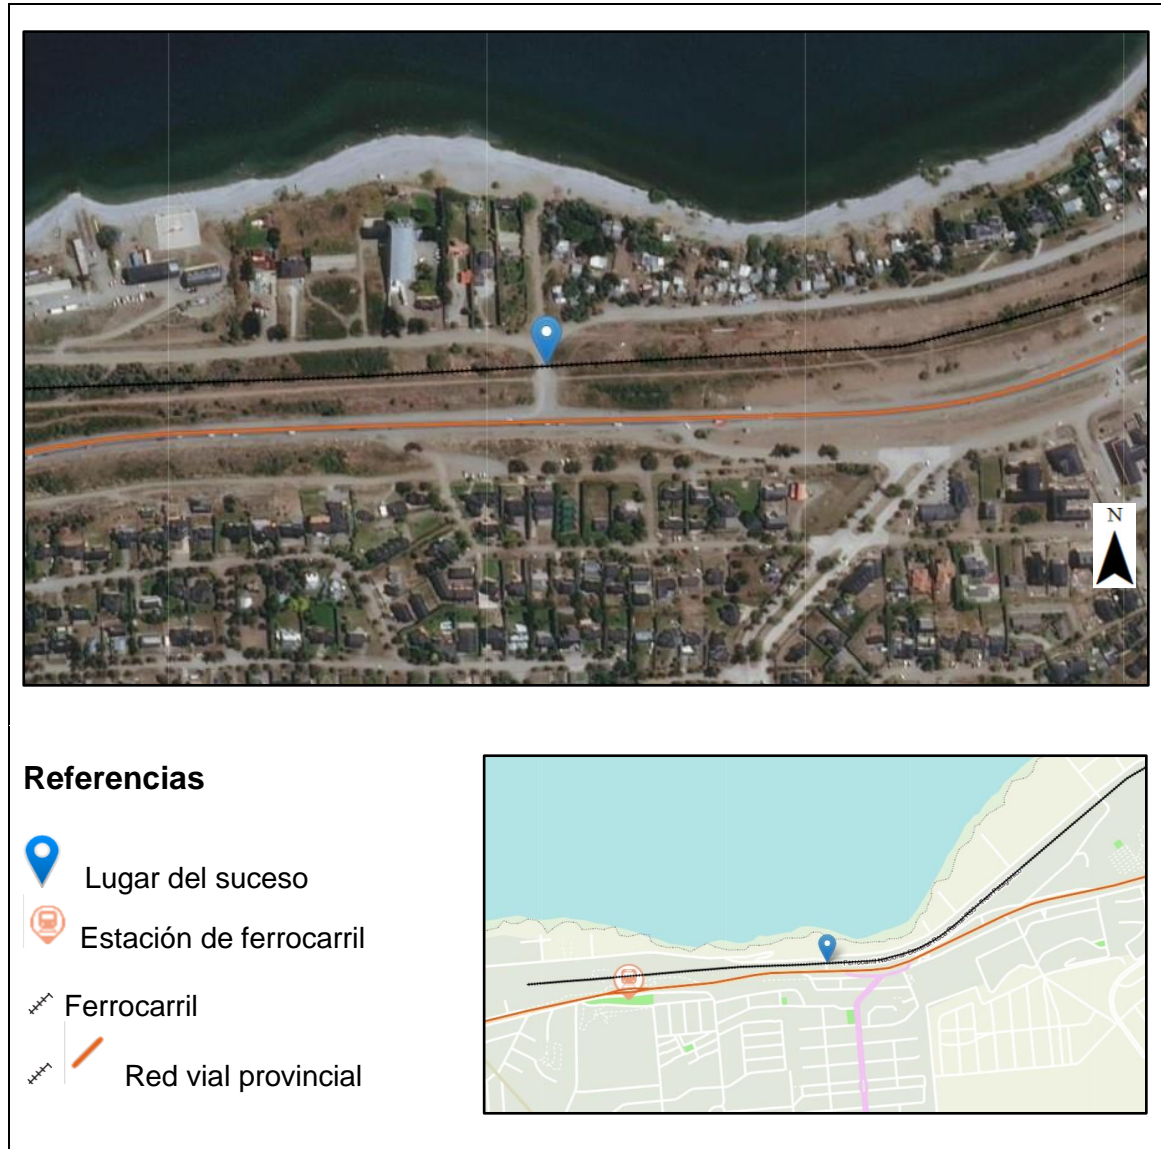 N
Referencias
Lugar del suceso
Estación de ferrocarril
Ferrocarril
Red vial provincial